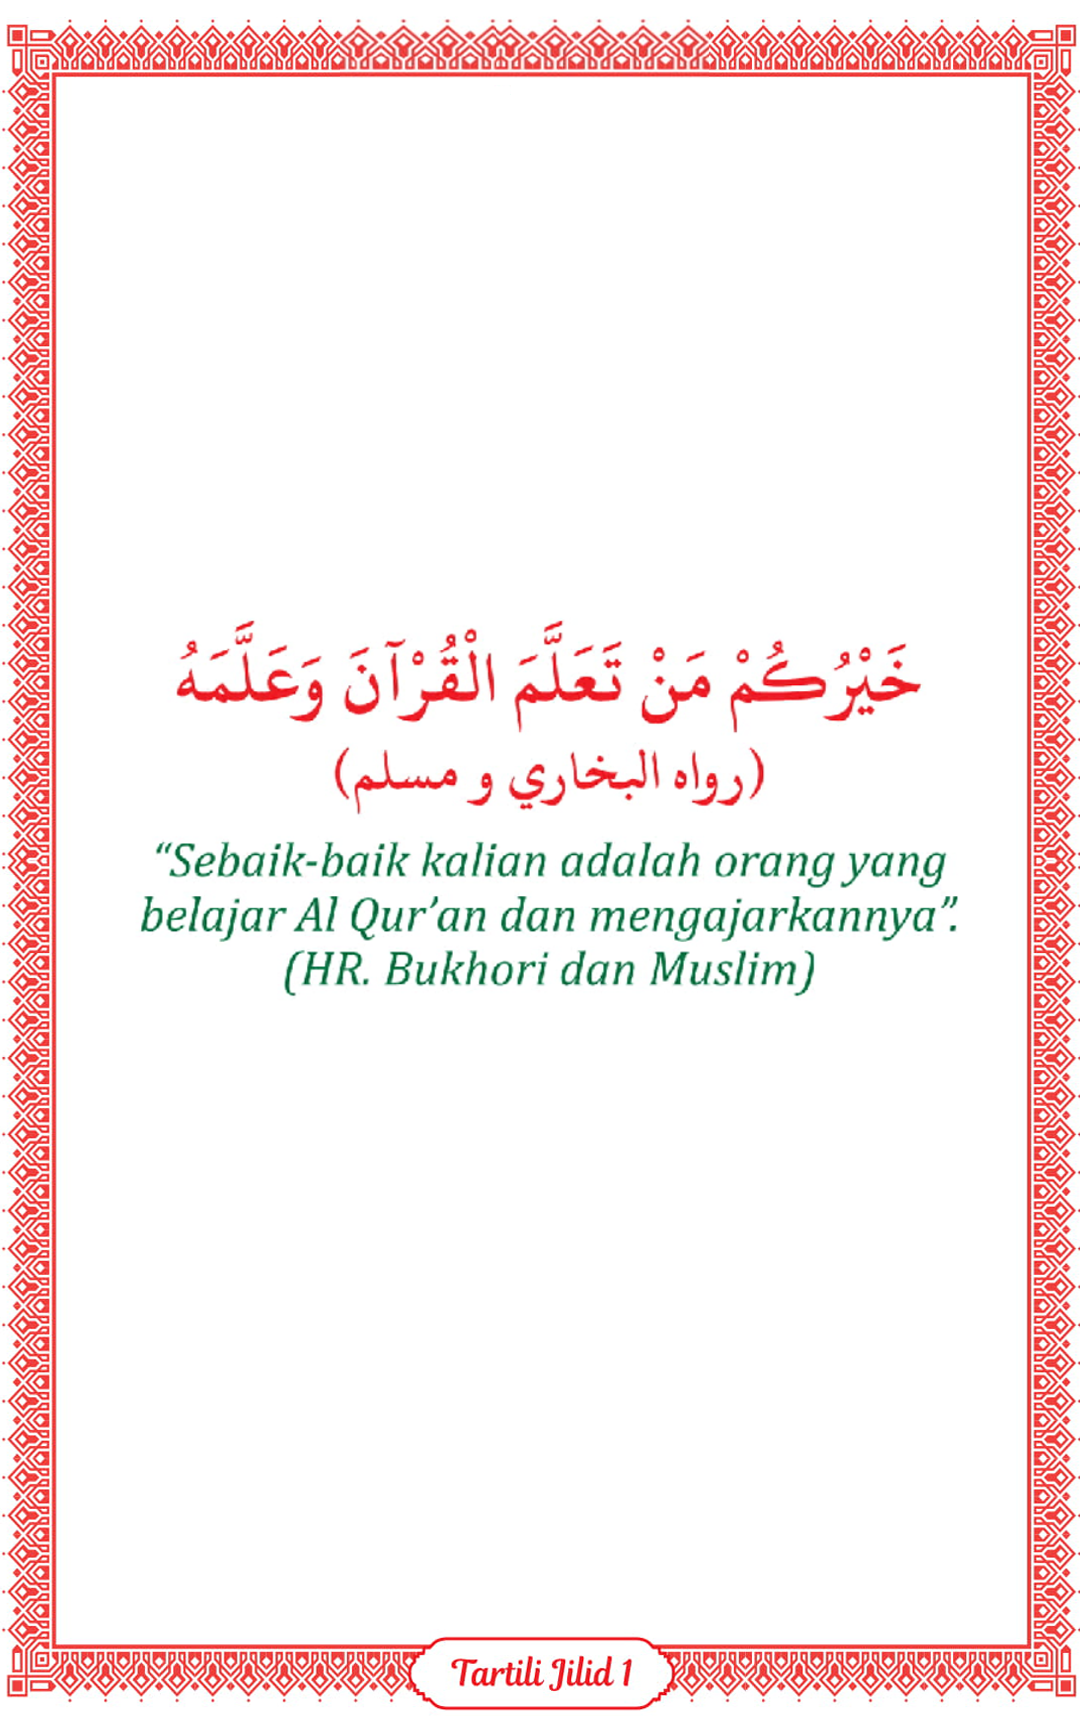 خَيْرُكُمْ مَنْ تَعَلَّمَ الْقُرْآنَ وَعَلَّمَهُ
(رواه البخاري و مسلم)
“Sebaik-baik kalian adalah orang yang
belajar Al Qur’an dan mengajarkannya”.
(HR. Bukhori dan Muslim)
Tartili Jilid 1